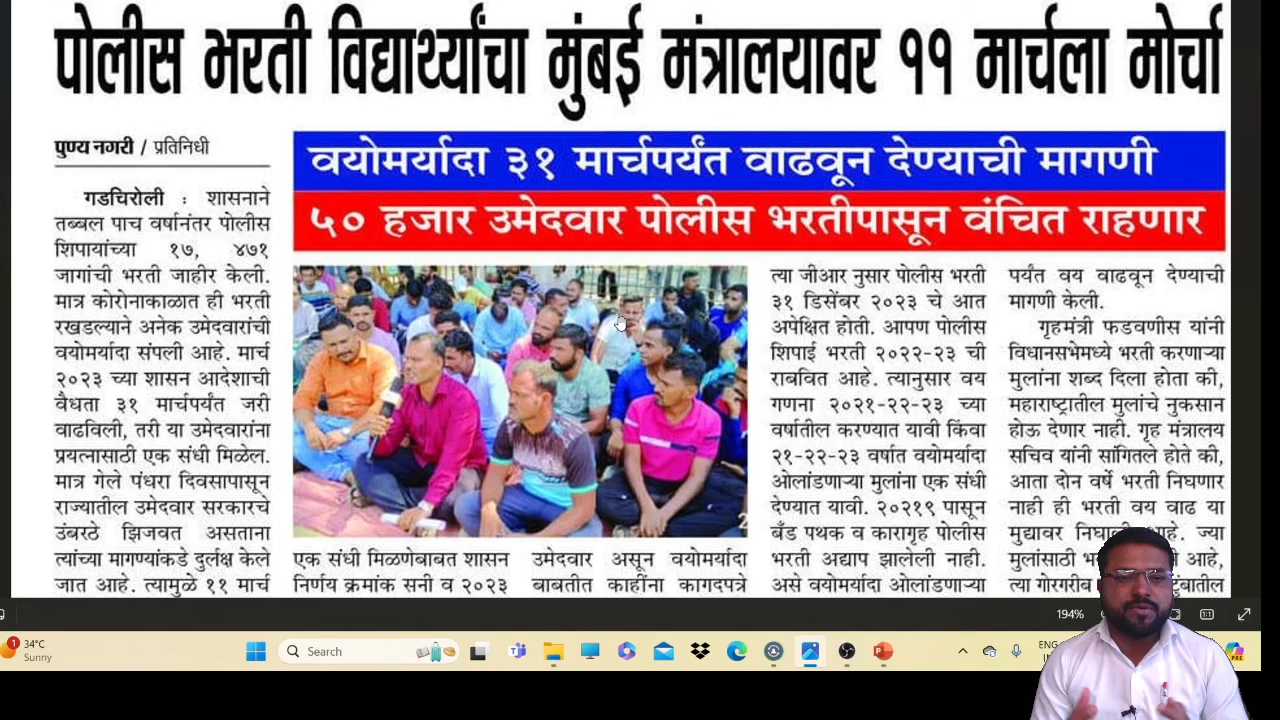 पोलीस भरती विद्यार्थ्यांचा मुंबई मंत्रालयावर ११ मार्चला मोर्चा
पुण्य नगरी / प्रतिनिधी
वयोमर्यादा ३१ मार्चपर्यंत वाढवून देण्याची मागणी
५० हजार उमेदवार पोलीस भरतीपासून वंचित राहणार
गडचिरोली : शासनाने
तब्बल पाच वर्षानंतर पोलीस
शिपायांच्या १७, ४७१
जागांची भरती जाहीर केली.
मात्र कोरोनाकाळात ही भरती
रखडल्याने अनेक उमेदवारांची
वयोमर्यादा संपली आहे. मार्च
२०२३ च्या शासन आदेशाची
वैधता ३१ मार्चपर्यंत जरी
वाढविली, तरी या उमेदवारांना
प्रयत्नासाठी एक संधी मिळेल.
मात्र गेले पंधरा दिवसापासून
राज्यातील उमेदवार सरकारचे
उंबरठे झिजवत असताना
त्यांच्या मागण्यांकडे दुर्लक्ष केले
जात आहे. त्यामुळे ११ मार्च
एक संधी मिळणेबाबत शासन
निर्णय क्रमांक सनी व २०२३
उमेदवार असून वयोमर्यादा
बाबतीत काहींना कागदपत्रे
त्या जीआर नुसार पोलीस भरती
३१ डिसेंबर २०२३ चे आत
अपेक्षित होती. आपण पोलीस
शिपाई भरती २०२२-२३ ची
राबवित आहे. त्यानुसार वय
गणना २०२१-२२-२३ च्या
वर्षातील करण्यात यावी किंवा
२१-२२-२३ वर्षात वयोमर्यादा
ओलांडणाऱ्या मुलांना एक संधी
देण्यात यावी. २०२१९ पासून
बँड पथक व कारागृह पोलीस
भरती अद्याप झालेली नाही.
असे वयोमर्यादा ओलांडणाऱ्या
पर्यंत वय वाढवून देण्याची
मागणी केली.
गृहमंत्री फडवणीस यांनी
विधानसभेमध्ये भरती करणाऱ्या
मुलांना शब्द दिला होता की,
महाराष्ट्रातील मुलांचे नुकसान
होऊ देणार नाही. गृह मंत्रालय
सचिव यांनी सांगितले होते की,
आता दोन वर्षे भरती निघणार
नाही ही भरती वय वाढ या
मुद्यावर आहे. ज्या
मुलांसाठी आहे,
त्या गोरगरीब
194%
1
34°C
Sunny
Search
ENG